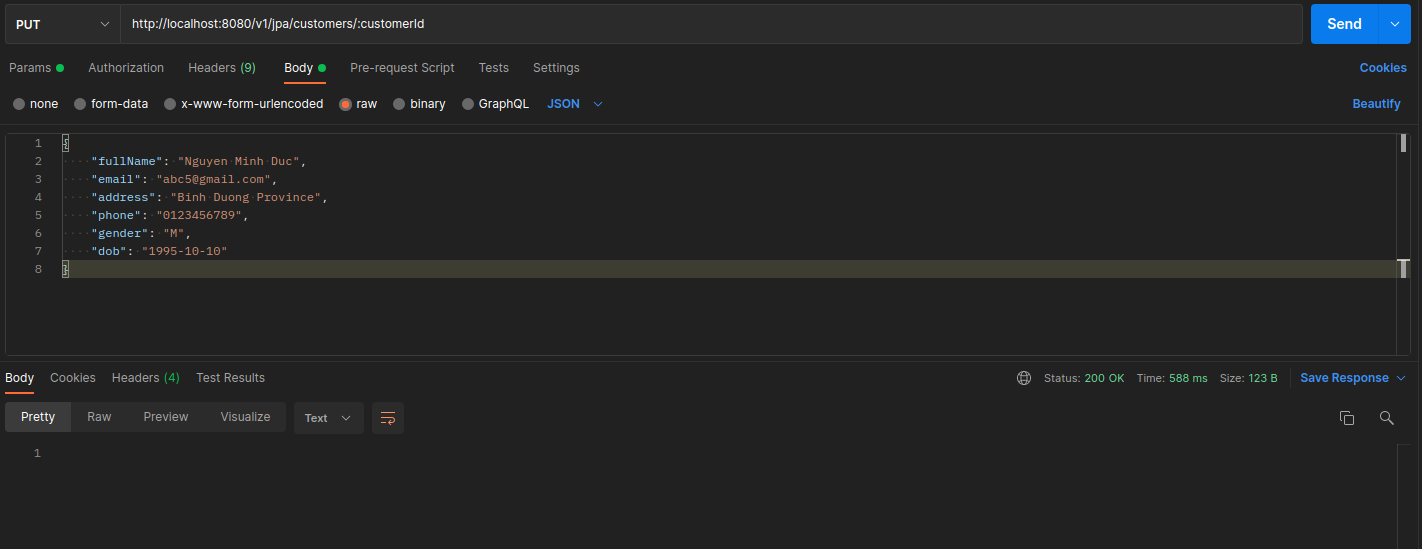 PUT http://localhost:8080/v1/jpa/customers/:customerId Send
Params Authorization Headers (9) Body Pre-request Script Tests Settings Cookies
none form-data x-www-form-urlencoded raw binary GraphQL JSON Beautify
1 {
2 "fullName": "Nguyen Minh Duc",
3 "email": "abc5@gmail.com",
4 "address": "Binh Duong Province",
5 "phone": "0123456789",
6 "gender": "M",
7 "dob": "1995-10-10"
8 }
Body Cookies Headers (4) Test Results Status: 200 OK Time: 588 ms Size: 123 B Save Response
Pretty Raw Preview Visualize Text
1